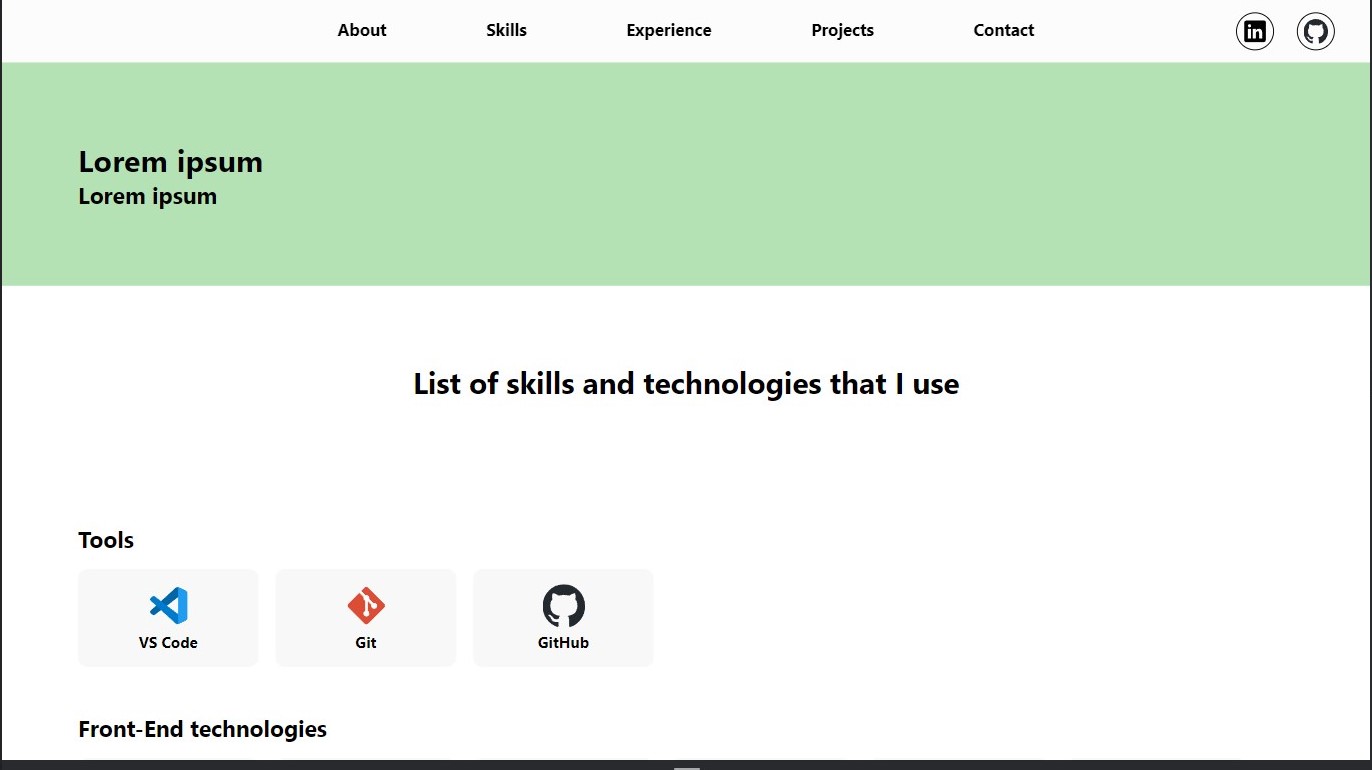 About Skills Experience Projects Contact in
Lorem ipsum
Lorem ipsum
List of skills and technologies that I use
Tools
VS Code Git GitHub
Front-End technologies